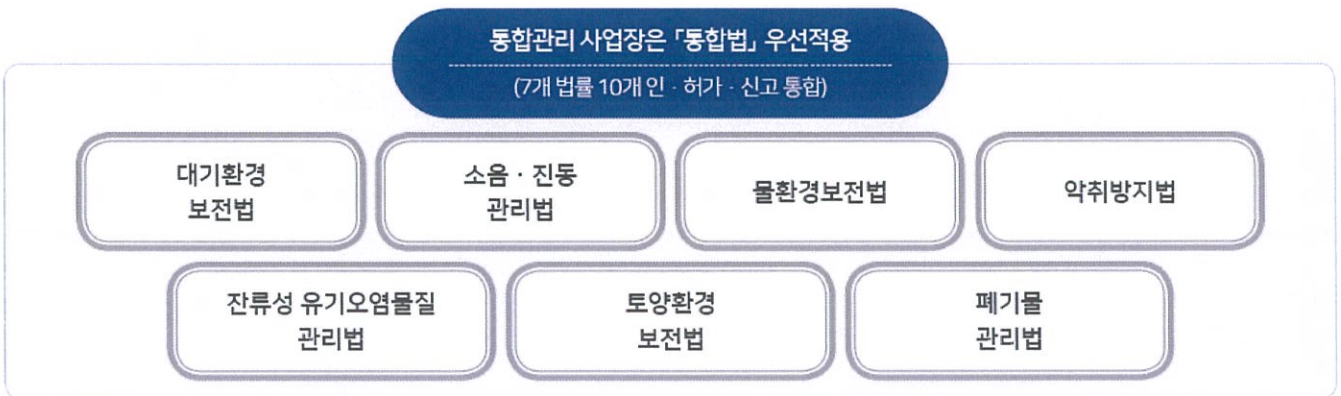 통합관리 사업장은 「통합법」 우선적용
(7개 법률 10개 인 · 허가 · 신고 통합)
대기환경
보전법
소음 · 진동
관리법
물환경보전법
악취방지법
잔류성 유기오염물질
관리법
토양환경
보전법
폐기물
관리법